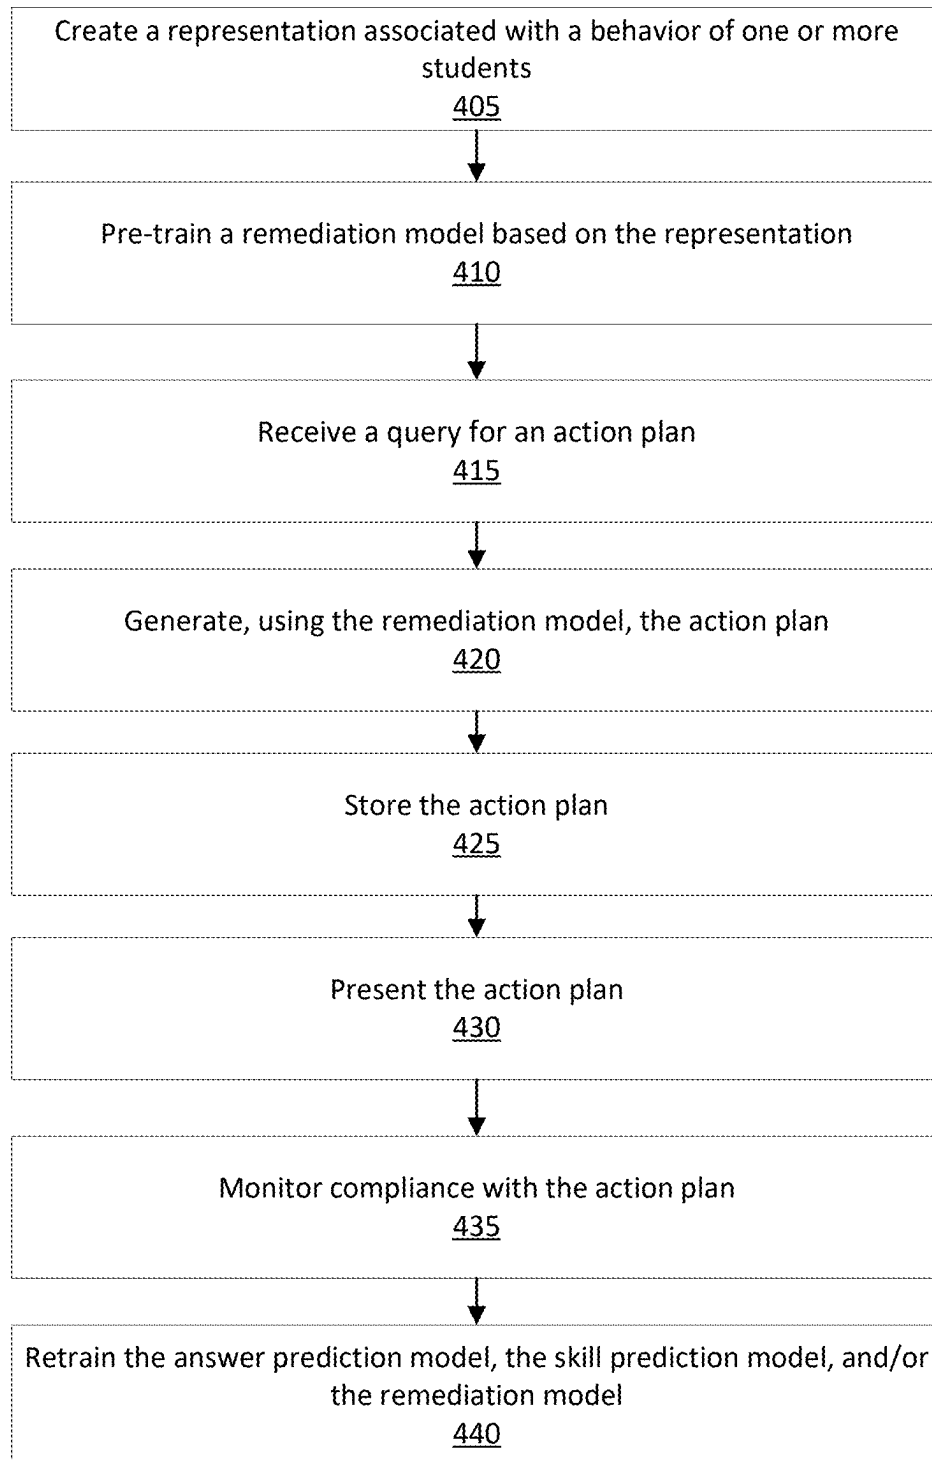 Create a representation associated with a behavior of one or more
students
405
Pre-train a remediation model based on the representation
410
Receive a query for an action plan
415
Generate, using the remediation model, the action plan
420
Store the action plan
425
Present the action plan
430
Monitor compliance with the action plan
435
Retrain the answer prediction model, the skill prediction model, and/or
the remediation model
440